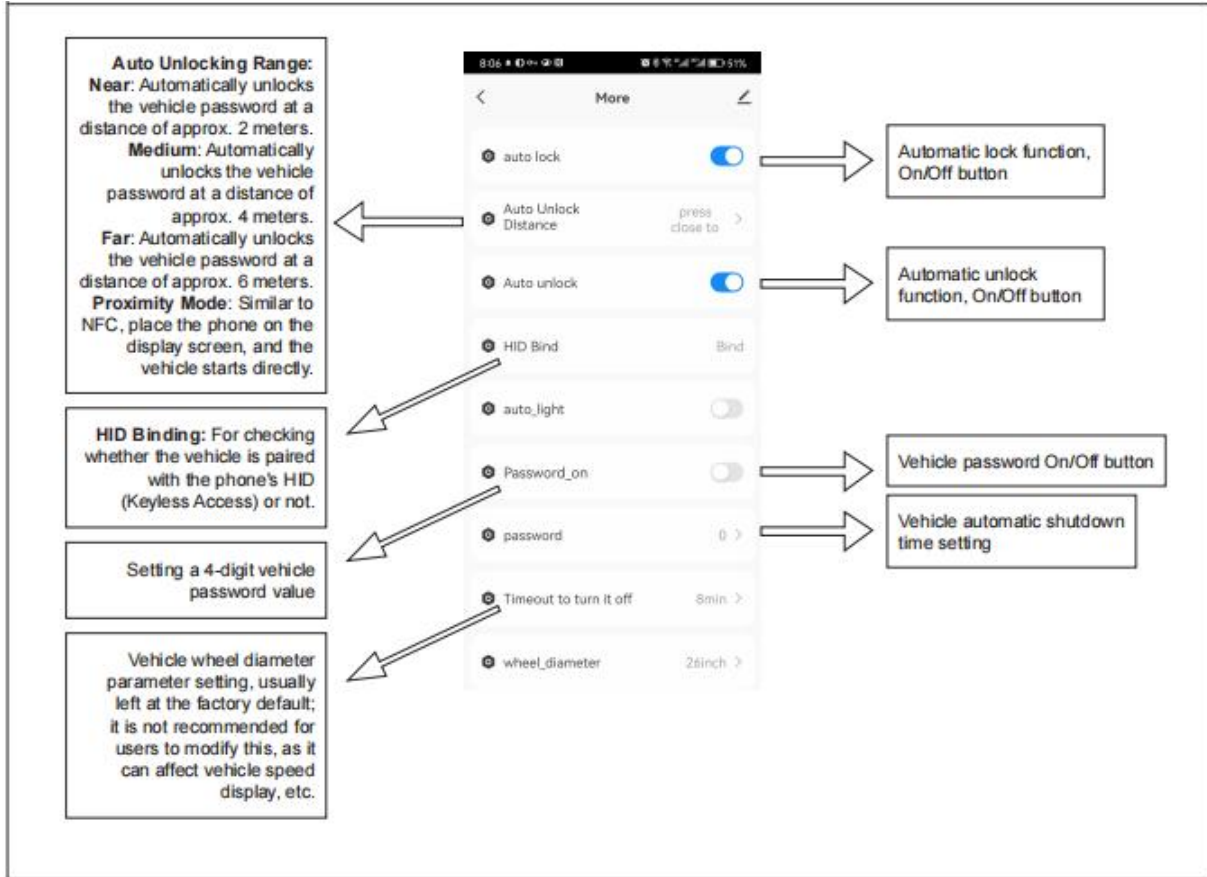 Auto Unlocking Range:
Near: Automatically unlocks
the vehicle password at a
distance of approx. 2 meters.
Medium: Automatically
unlocks the vehicle
password at a distance of
approx. 4 meters.
Far: Automatically unlocks
the vehicle password at a
distance of approx. 6 meters.
Proximity Mode: Similar to
NFC, place the phone on the
display screen, and the
vehicle starts directly.
HID Binding: For checking
whether the vehicle is paired
with the phone's HID
(Keyless Access) or not.
Setting a 4-digit vehicle
password value
Vehicle wheel diameter
parameter setting, usually
left at the factory default;
it is not recommended for
users to modify this, as it
can affect vehicle speed
display, etc.
8:06 51%
More
auto lock
Auto Unlock
Distance
press
close to
Auto unlock
HID Bind Bind
auto_light
Password_on
password 0
Timeout to turn it off 8min
wheel_diameter 26inch
Automatic lock function,
On/Off button
Automatic unlock
function, On/Off button
Vehicle password On/Off button
Vehicle automatic shutdown
time setting